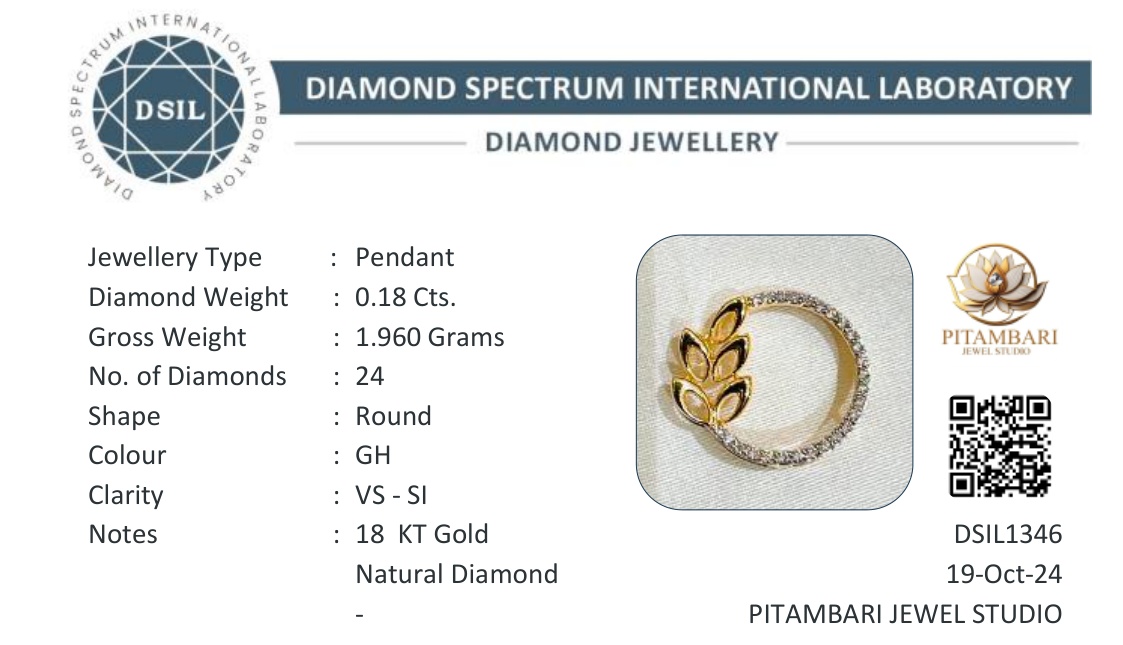 DIAMOND SPECTRUM INTERNATIONAL LABORATORY
DSIL
DIAMOND SPECTRUM INTERNATIONAL LABORATORY
DIAMOND JEWELLERY
Jewellery Type : Pendant
Diamond Weight : 0.18 Cts.
Gross Weight : 1.960 Grams
No. of Diamonds : 24
Shape : Round
Colour : GH
Clarity : VS - SI
Notes : 18 KT Gold
Natural Diamond
-
PITAMBARI
JEWEL STUDIO
DSIL1346
19-Oct-24
PITAMBARI JEWEL STUDIO